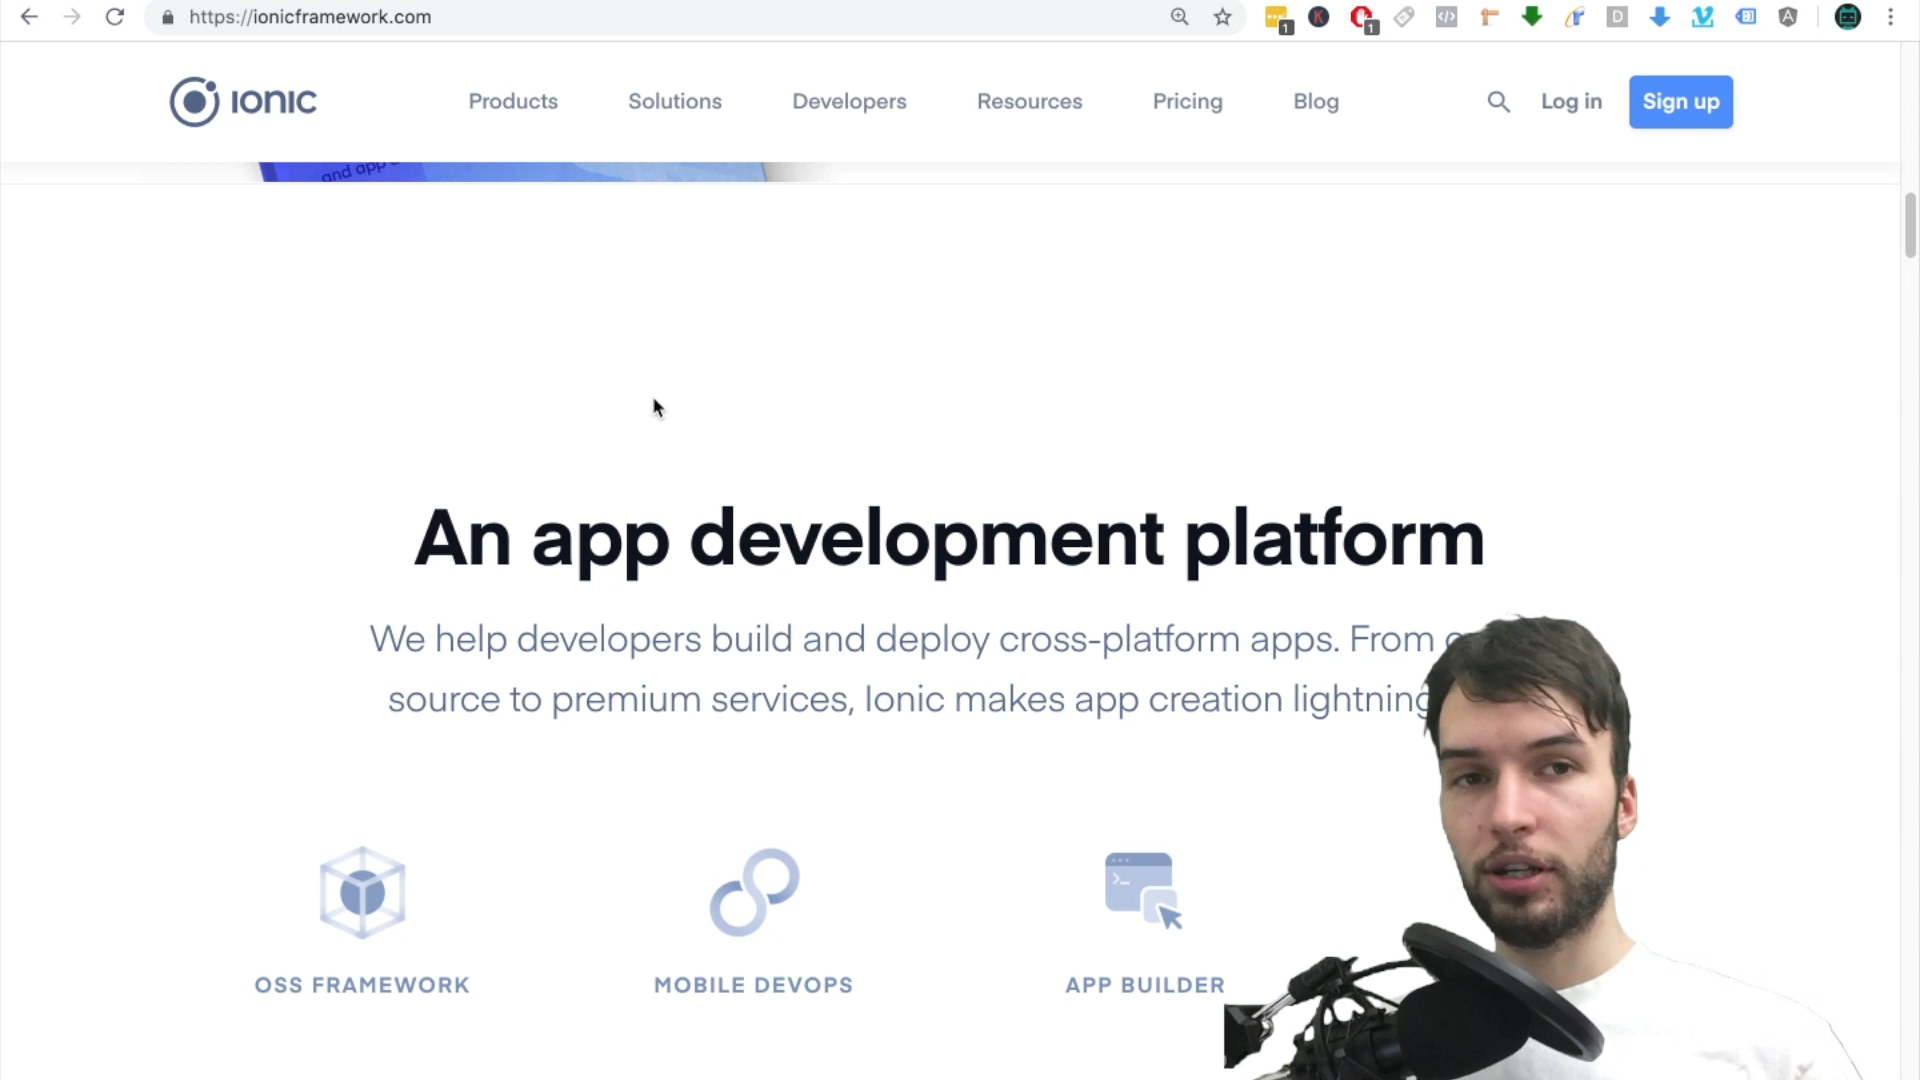 https://ionicframework.com
1
K
1
D
A
IONIC
Products
Solutions
Developers
Resources
Pricing
Blog
Log in
Sign up
and app
An app development platform
We help developers build and deploy cross-platform apps. From
source to premium services, Ionic makes app creation lightning
OSS FRAMEWORK
MOBILE DEVOPS
APP BUILDER